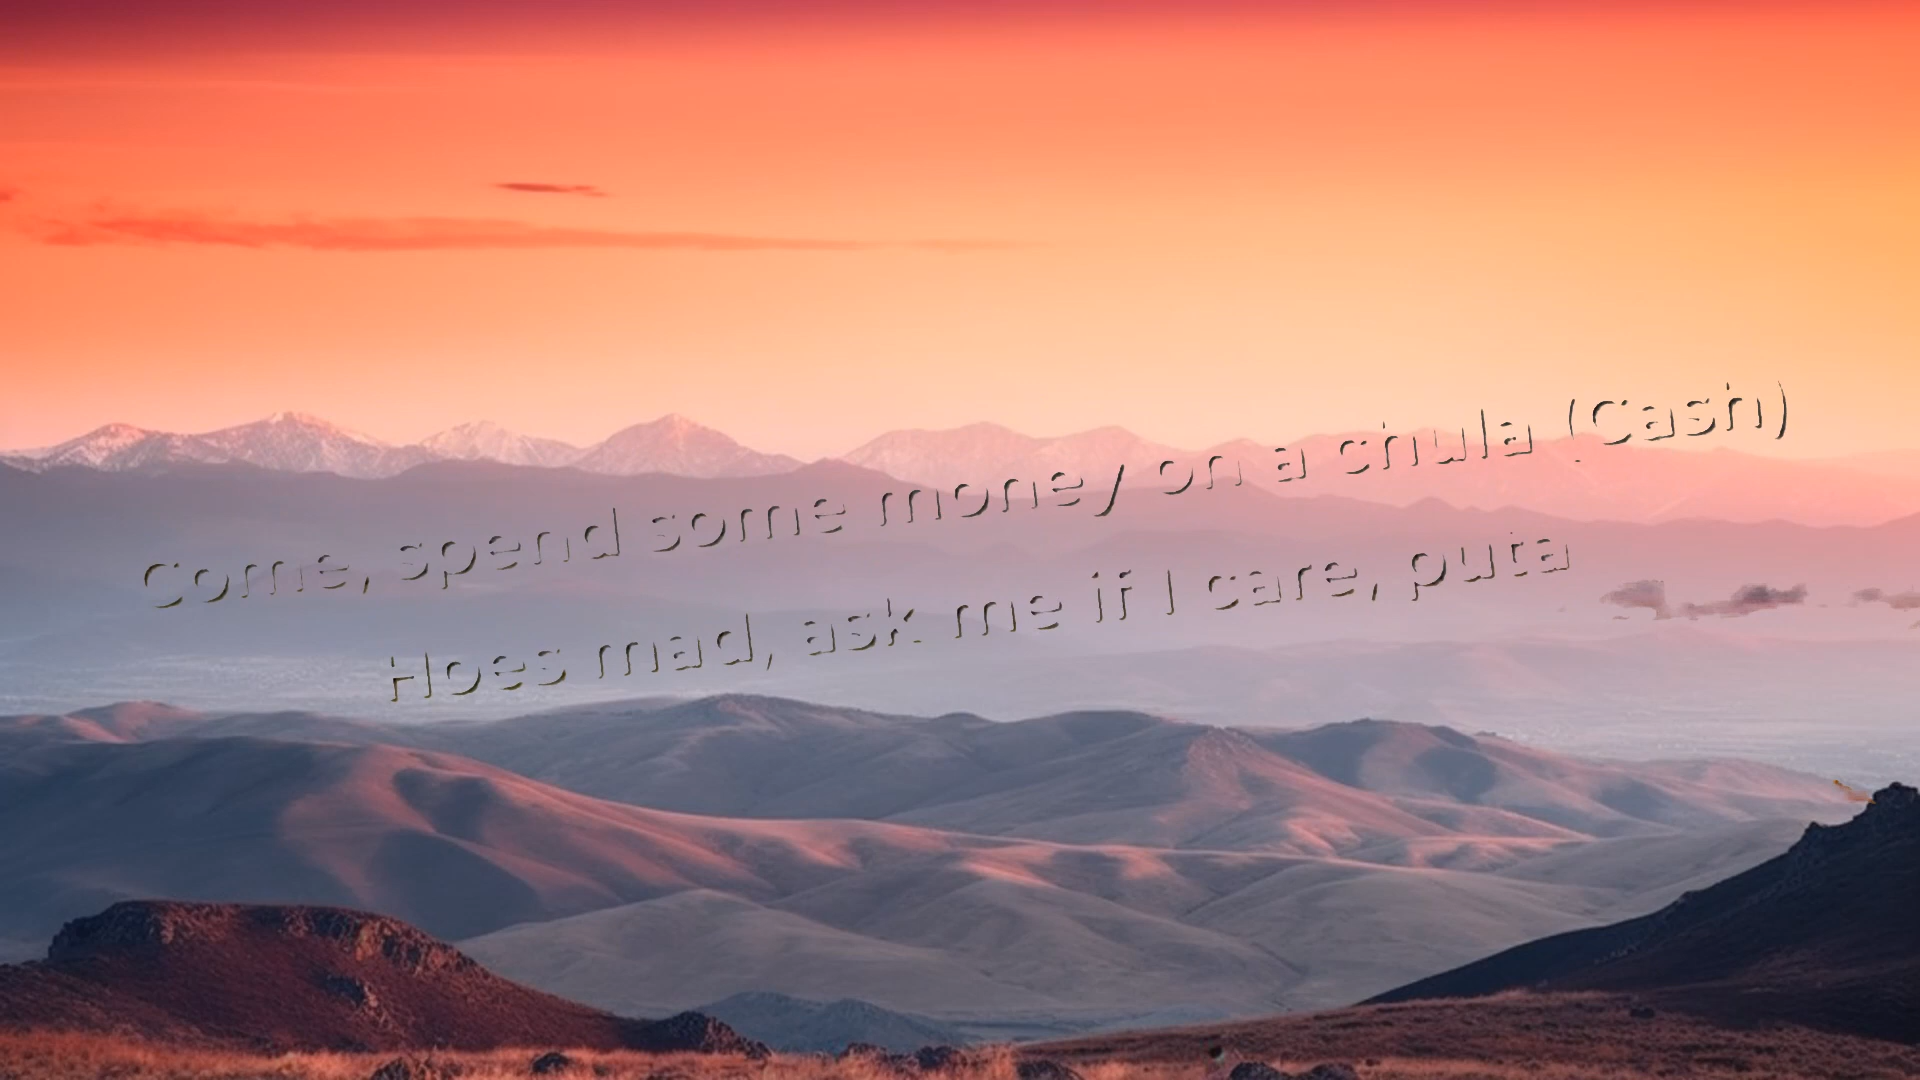 Come, spend some money on a chula (Cash)
Hoes mad, ask me if I care, puta